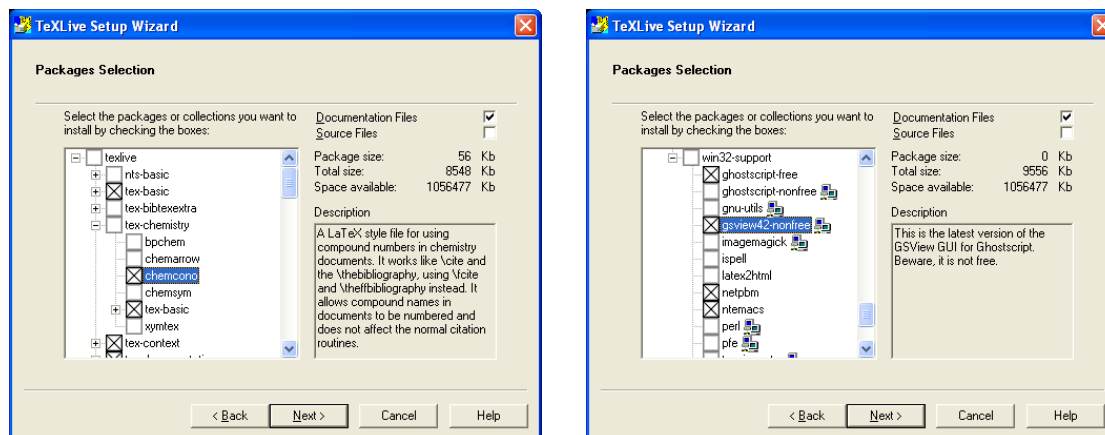 TeXLive Setup Wizard
Packages Selection
Select the packages or collections you want to
install by checking the boxes:
Documentation Files
Source Files
texlive
nts-basic
tex-basic
tex-bibtexextra
tex-chemistry
bpchem
chemarrow
chemcono
chemsym
tex-basic
xymtex
tex-context
Package size: 56 Kb
Total size: 8548 Kb
Space available: 1056477 Kb
Description
A LaTeX style file for using
compound numbers in chemistry
documents. It works like \cite and
the \thebibliography, using \fcite
and \theffbibliography instead. It
allows compound names in
documents to be numbered and
does not affect the normal citation
routines.
< Back
Next >
Cancel
Help
TeXLive Setup Wizard
Packages Selection
Select the packages or collections you want to
install by checking the boxes:
Documentation Files
Source Files
win32-support
ghostscript-free
ghostscript-nonfree
gnu-utils
gsview42-nonfree
imagemagick
ispell
latex2html
netpbm
ntemacs
perl
pfe
Package size: 0 Kb
Total size: 9556 Kb
Space available: 1056477 Kb
Description
This is the latest version of the
GSView GUI for Ghostscript.
Beware, it is not free.
< Back
Next >
Cancel
Help